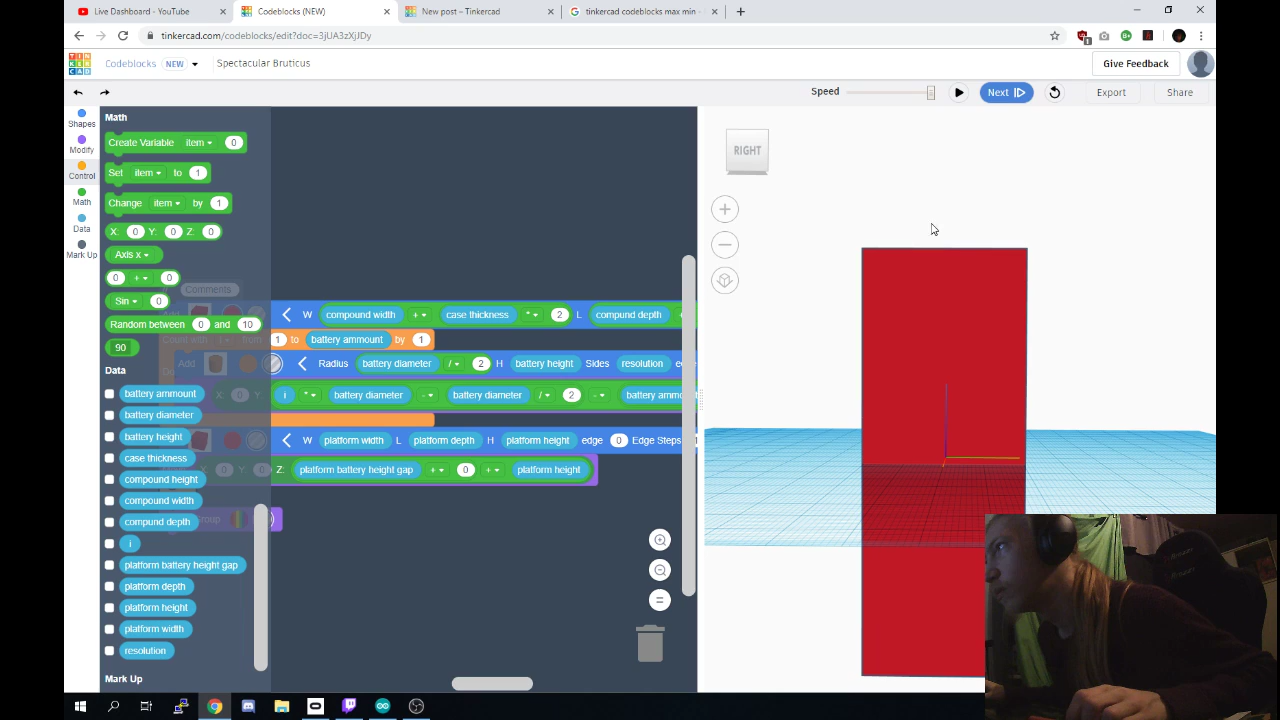 Live Dashboard - YouTube
Codeblocks (NEW)
New post – Tinkercad
tinkercad codeblocks max min -
tinkercad.com/codeblocks/edit?doc=3jUA3zXjJDy
Codeblocks NEW Spectacular Bruticus Give Feedback
Speed Next Export Share
Shapes
Modify
Control
Math
Data
Mark Up
Math
Create Variable item 0
Set item to 1
Change item by 1
X: 0 Y: 0 Z: 0
Axis x
0 + 0
Sin 0
Random between 0 and 10
90
Data
battery ammount
battery diameter
battery height
case thickness
compound height
compound width
compund depth
i
platform battery height gap
platform depth
platform height
platform width
resolution
Mark Up
Comments
W compound width + case thickness * 2 L compund depth
1 to battery ammount by 1
Add Radius battery diameter / 2 H battery height Sides resolution
X: 0 Y: i * battery diameter - battery diameter / 2 -
W platform width L platform depth H platform height edge 0 Edge Steps
X 0 Y: 0 Z: platform battery height gap + 0 + platform height
RIGHT